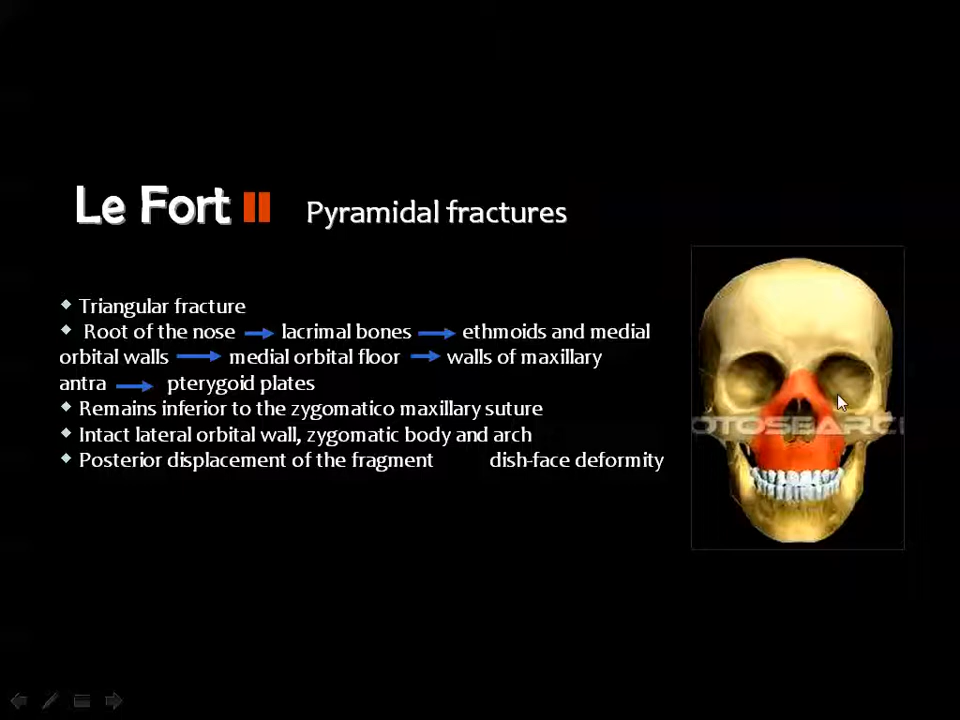 Le Fort II Pyramidal fractures
Triangular fracture
Root of the nose → lacrimal bones → ethmoids and medial
orbital walls → medial orbital floor → walls of maxillary
antra → pterygoid plates
Remains inferior to the zygomatico maxillary suture
Intact lateral orbital wall, zygomatic body and arch
Posterior displacement of the fragment dish-face deformity
OTOSEARC